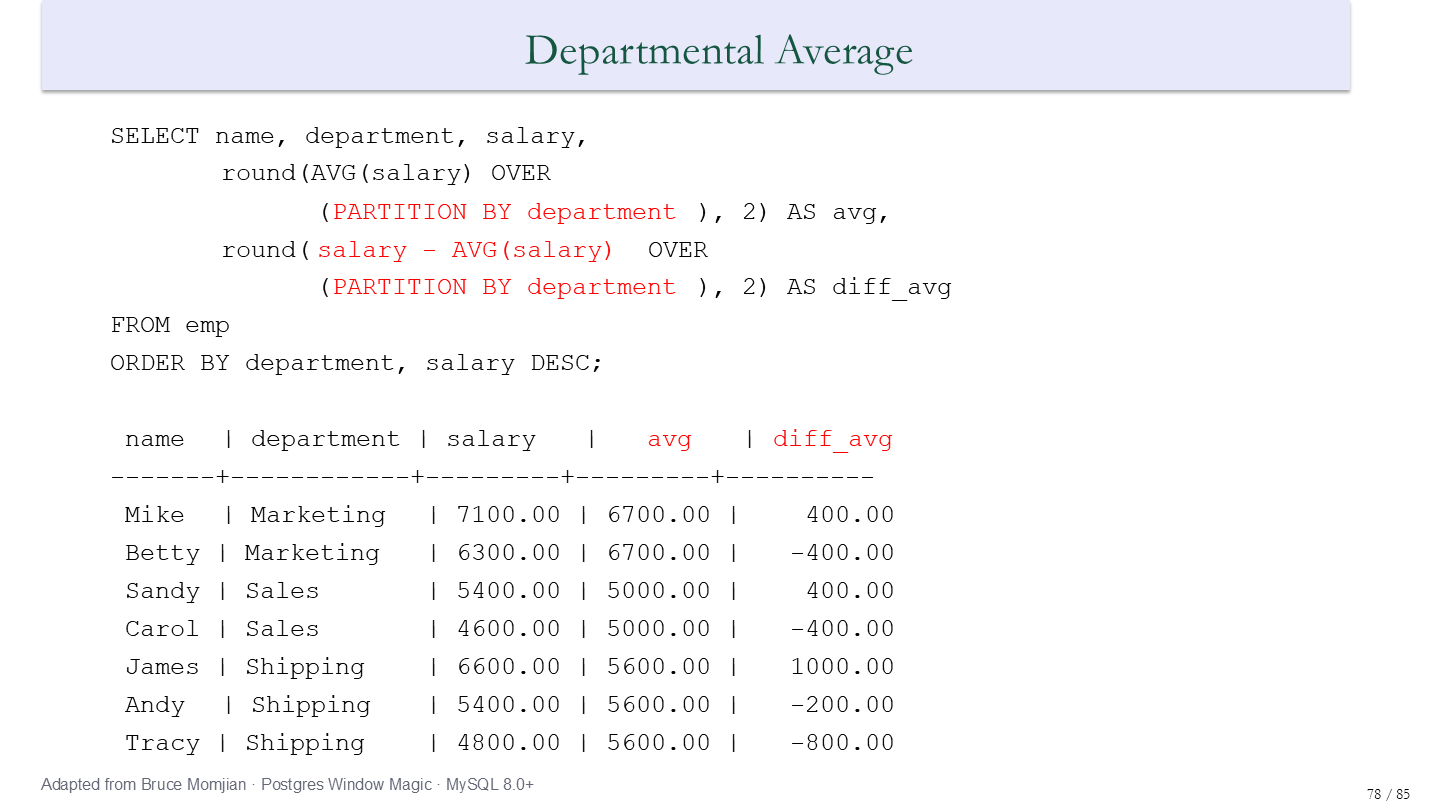 Departmental Average
SELECT name, department, salary,
round(AVG(salary) OVER
(PARTITION BY department ), 2) AS avg,
round( salary - AVG(salary) OVER
(PARTITION BY department ), 2) AS diff_avg
FROM emp
ORDER BY department, salary DESC;
name | department | salary | avg | diff_avg
-------+------------+---------+---------+----------
Mike | Marketing | 7100.00 | 6700.00 | 400.00
Betty | Marketing | 6300.00 | 6700.00 | -400.00
Sandy | Sales | 5400.00 | 5000.00 | 400.00
Carol | Sales | 4600.00 | 5000.00 | -400.00
James | Shipping | 6600.00 | 5600.00 | 1000.00
Andy | Shipping | 5400.00 | 5600.00 | -200.00
Tracy | Shipping | 4800.00 | 5600.00 | -800.00
Adapted from Bruce Momjian · Postgres Window Magic · MySQL 8.0+
78 / 85